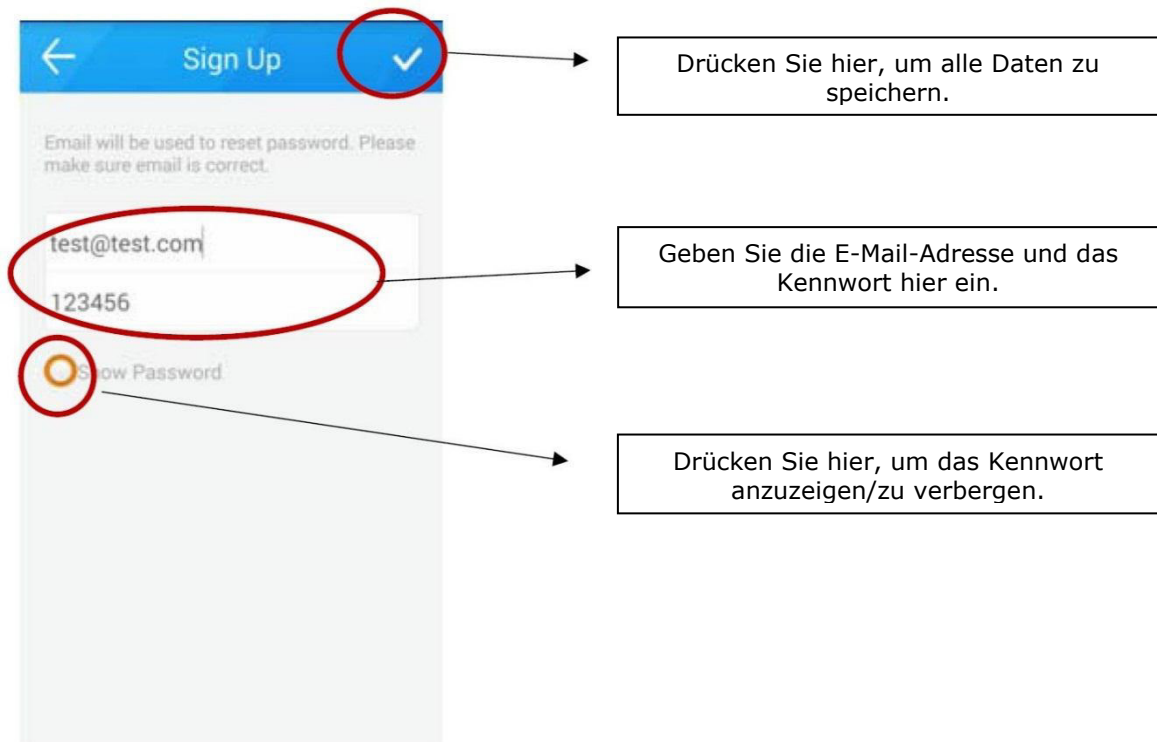 Sign Up
Drücken Sie hier, um alle Daten zu
speichern.
Email will be used to reset password. Please
make sure email is correct.
test@test.com
123456
Geben Sie die E-Mail-Adresse und das
Kennwort hier ein.
Show Password
Drücken Sie hier, um das Kennwort
anzuzeigen/zu verbergen.